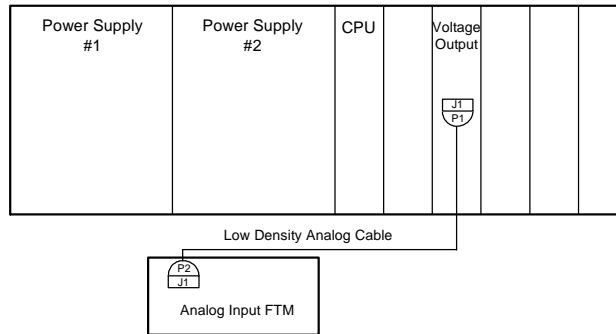 Power Supply
#1
Power Supply
#2
CPU
Voltage
Output
J1
P1
Low Density Analog Cable
P2
J1
Analog Input FTM